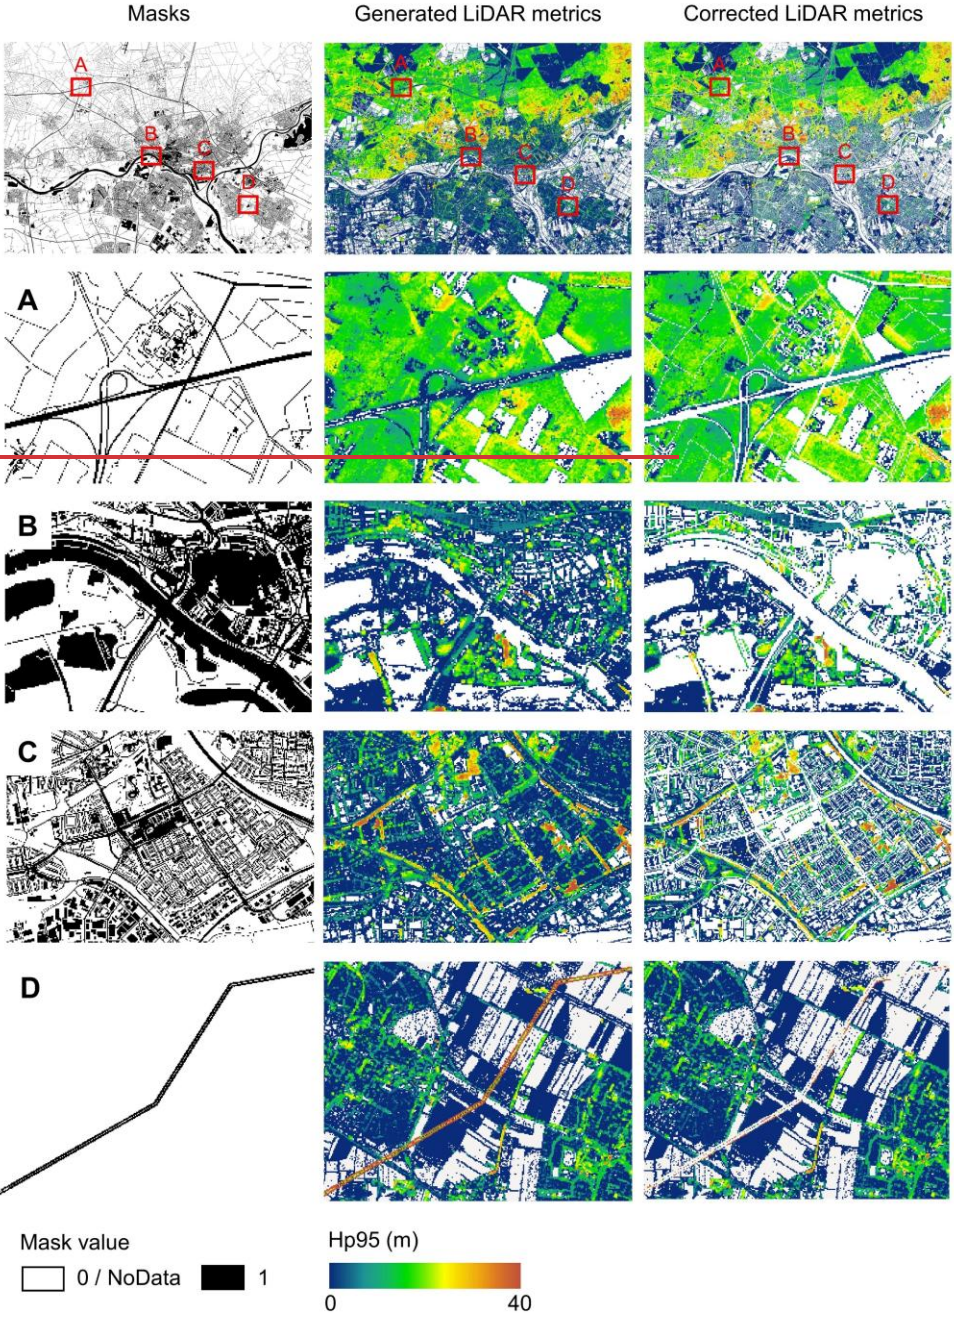 Masks
Generated LiDAR metrics
Corrected LiDAR metrics
A
B
C
D
A
B
C
D
A
B
C
D
A
B
C
D
Mask value
0 / NoData
1
Hp95 (m)
0
40